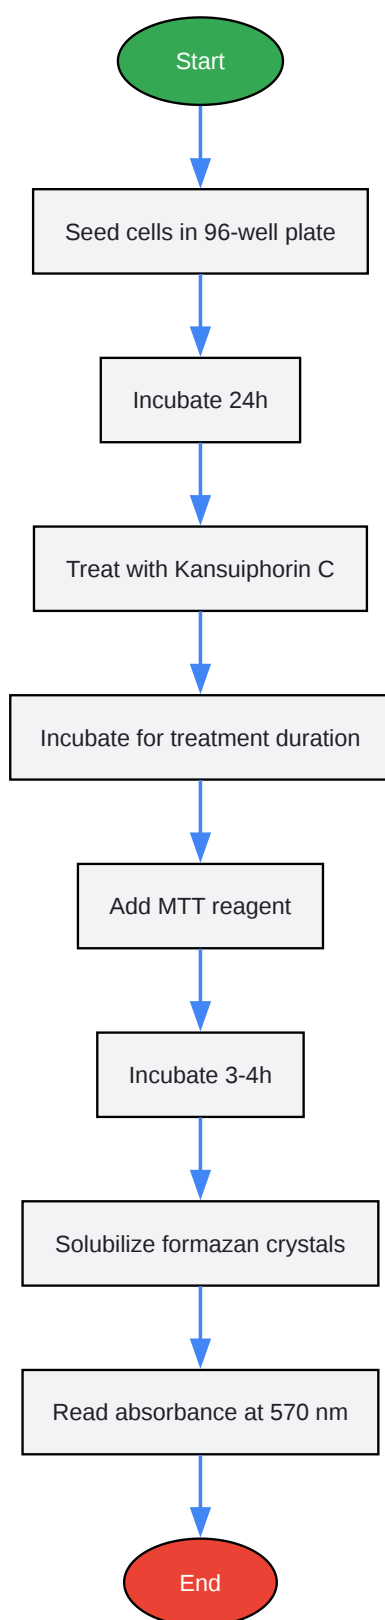 Start
Seed cells in 96-well plate
Incubate 24h
Treat with Kansuiphorin C
Incubate for treatment duration
Add MTT reagent
Incubate 3-4h
Solubilize formazan crystals
Read absorbance at 570 nm
End